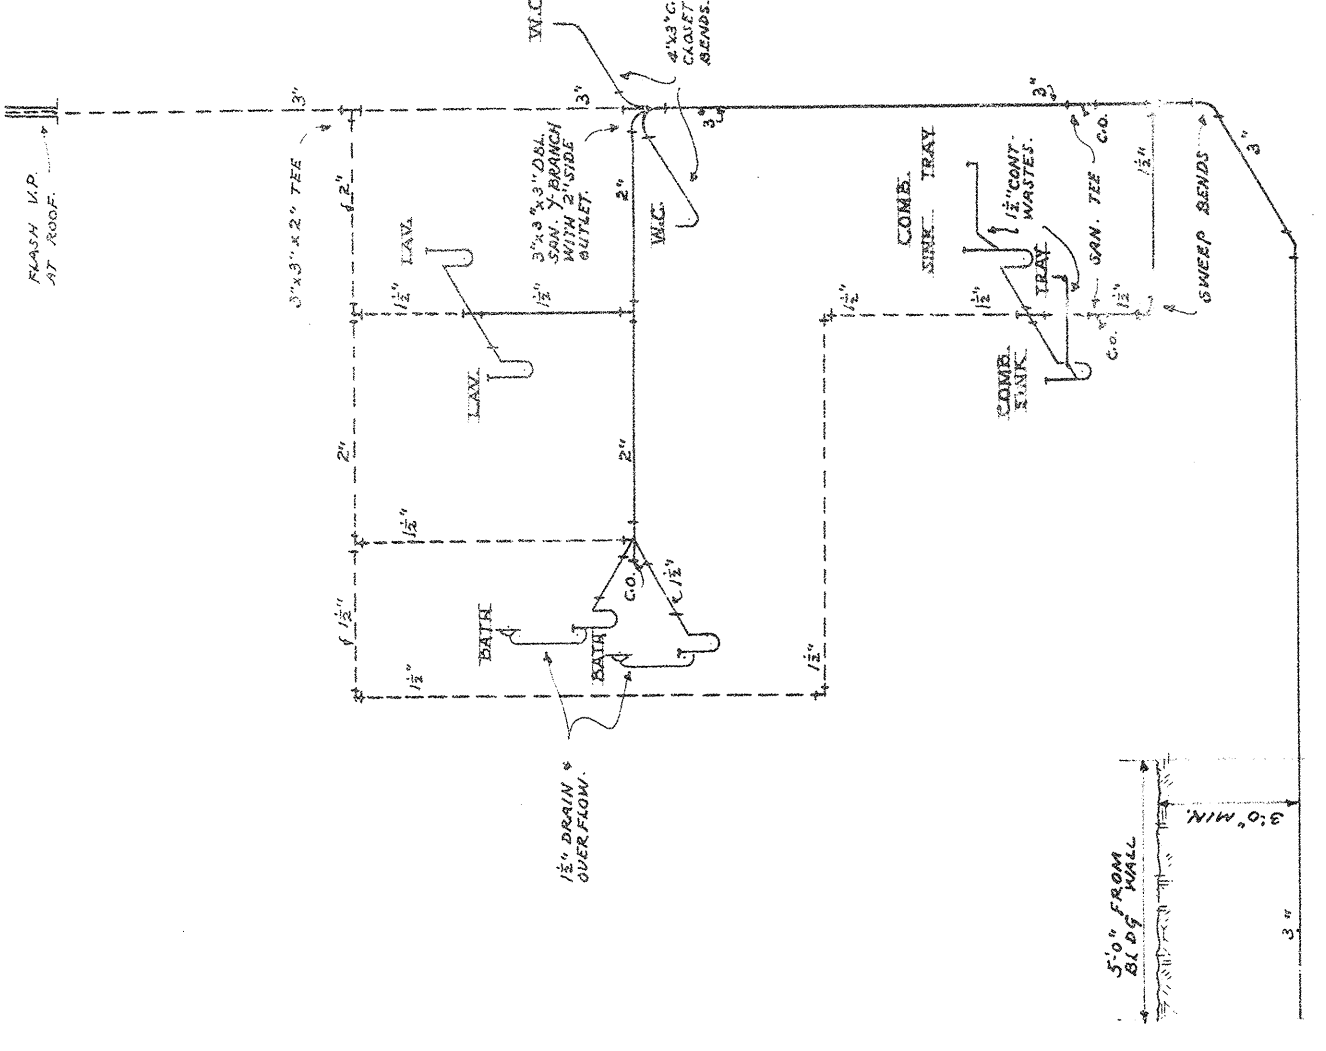 FLASH V.P.
AT ROOF.
3"
3"x3"x2" TEE
2"
3"
W.C.
4"x3"C.
CLOSET
BENDS.
3"x3"x3" DBL.
SAN. Y-BRANCH
WITH 2" SIDE
OUTLET.
2"
W.C.
3"
3"
C.O.
LAV.
1½"
1½"
LAV.
COMB.
SINK TRAY
1½" CONT-
WASTES.
TRAY
SAN. TEE
1½"
SWEEP BENDS
3"
1½"
1½"
1½"
C.O.
COMB.
SINK
2"
2"
1½"
1½"
C.O.
1½"
BATH
BATH
1½"
1½"
1½" DRAIN &
OVERFLOW.
5'-0" FROM
BLDG WALL
3'-0" MIN.
3"